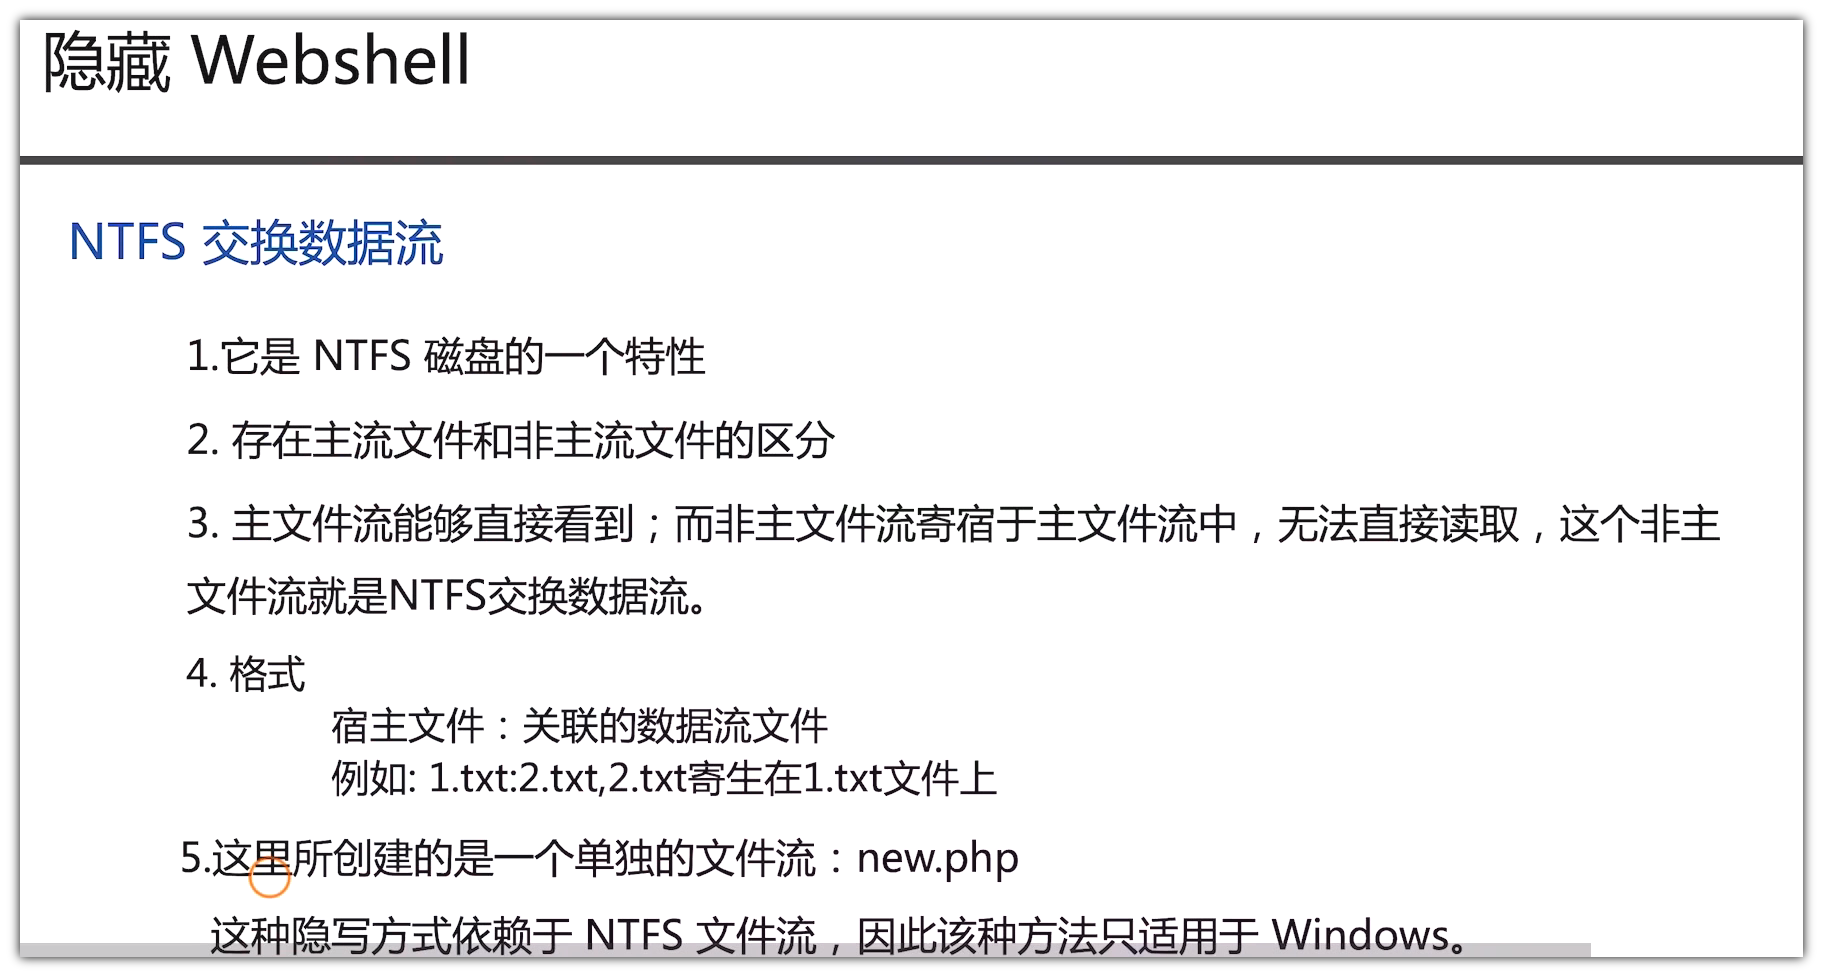 隐藏 Webshell
NTFS 交换数据流
1.它是 NTFS 磁盘的一个特性
2. 存在主流文件和非主流文件的区分
3. 主文件流能够直接看到；而非主文件流寄宿于主文件流中，无法直接读取，这个非主
文件流就是NTFS交换数据流。
4. 格式
宿主文件：关联的数据流文件
例如: 1.txt:2.txt,2.txt寄生在1.txt文件上
5.这里所创建的是一个单独的文件流：new.php
这种隐写方式依赖于 NTFS 文件流，因此该种方法只适用于 Windows。